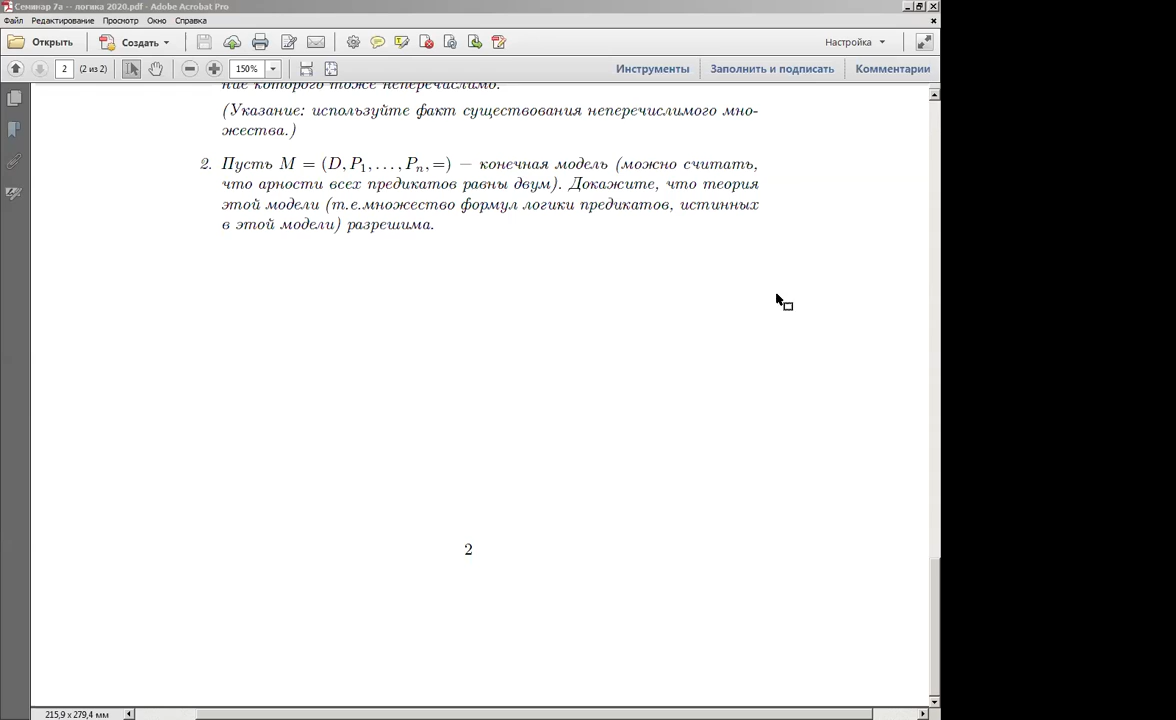 Семинар 7а -- логика 2020.pdf - Adobe Acrobat Pro
Файл Редактирование Просмотр Окно Справка
Открыть Создать Настройка
2 (2 из 2) 150% Инструменты Заполнить и подписать Комментарии
ние которого тоже неперечислимо.
(Указание: используйте факт существования неперечислимого мно-
жества.)
2. Пусть M = (D, P₁, . . . , Pₙ, =) — конечная модель (можно считать,
что арности всех предикатов равны двум). Докажите, что теория
этой модели (т.е.множество формул логики предикатов, истинных
в этой модели) разрешима.
2
215,9 x 279,4 мм